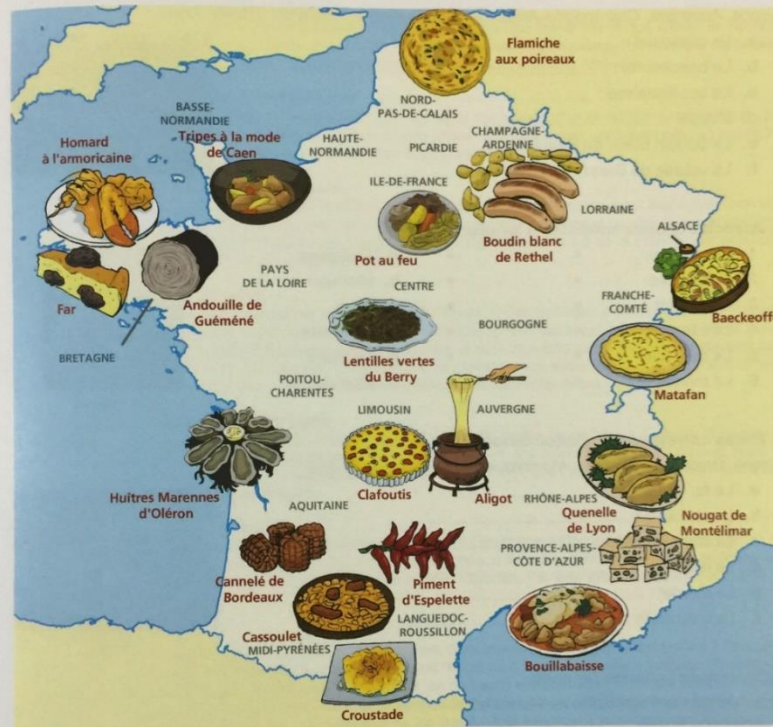 Flamiche
aux poireaux
NORD-
PAS-DE-CALAIS
BASSE-
NORMANDIE
Tripes à la mode
de Caen
HAUTE-
NORMANDIE
PICARDIE
CHAMPAGNE-
ARDENNE
Homard
à l'armoricaine
ILE-DE-FRANCE
LORRAINE
ALSACE
Boudin blanc
de Rethel
Pot au feu
PAYS
DE LA LOIRE
CENTRE
FRANCHE-
COMTÉ
Baeckeoff
Far
Andouille de
Guéméné
BOURGOGNE
BRETAGNE
Lentilles vertes
du Berry
Matafan
POITOU-
CHARENTES
LIMOUSIN
AUVERGNE
Huîtres Marennes
d'Oléron
Clafoutis
Aligot
RHÔNE-ALPES
Quenelle
de Lyon
Nougat de
Montélimar
AQUITAINE
PROVENCE-ALPES-
CÔTE D'AZUR
Cannelé de
Bordeaux
Piment
d'Espelette
LANGUEDOC-
ROUSSILLON
Cassoulet
MIDI-PYRÉNÉES
Bouillabaisse
Croustade